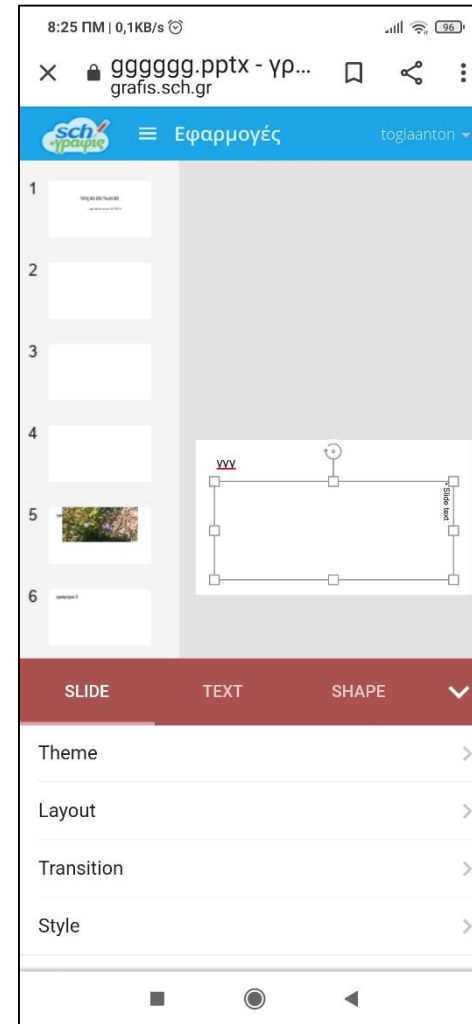 8:25 ΠΜ | 0,1KB/s
96
gggggg.pptx - γρ...
grafis.sch.gr
sch
γραφίς
Εφαρμογές
togiaanton
1
2
3
4
5
6
γγγ
• Slide text
SLIDE
TEXT
SHAPE
Theme
Layout
Transition
Style